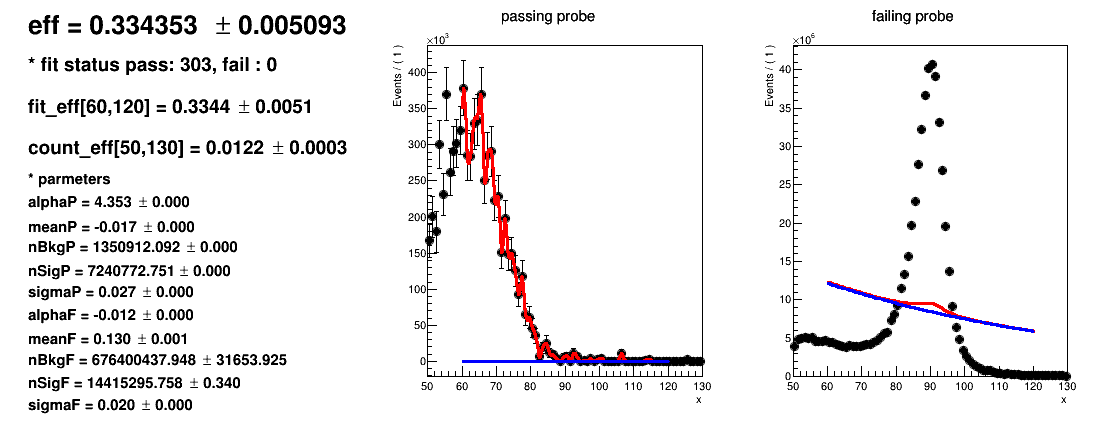 eff = 0.334353 ± 0.005093
* fit status pass: 303, fail : 0
fit_eff[60,120] = 0.3344 ± 0.0051
count_eff[50,130] = 0.0122 ± 0.0003
* parmeters
alphaP = 4.353 ± 0.000
meanP = -0.017 ± 0.000
nBkgP = 1350912.092 ± 0.000
nSigP = 7240772.751 ± 0.000
sigmaP = 0.027 ± 0.000
alphaF = -0.012 ± 0.000
meanF = 0.130 ± 0.001
nBkgF = 676400437.948 ± 31653.925
nSigF = 14415295.758 ± 0.340
sigmaF = 0.020 ± 0.000
passing probe
×10³
Events / ( 1 )
400
350
300
250
200
150
100
50
0
50 60 70 80 90 100 110 120 130
x
failing probe
×10⁶
Events / ( 1 )
40
35
30
25
20
15
10
5
0
50 60 70 80 90 100 110 120 130
x